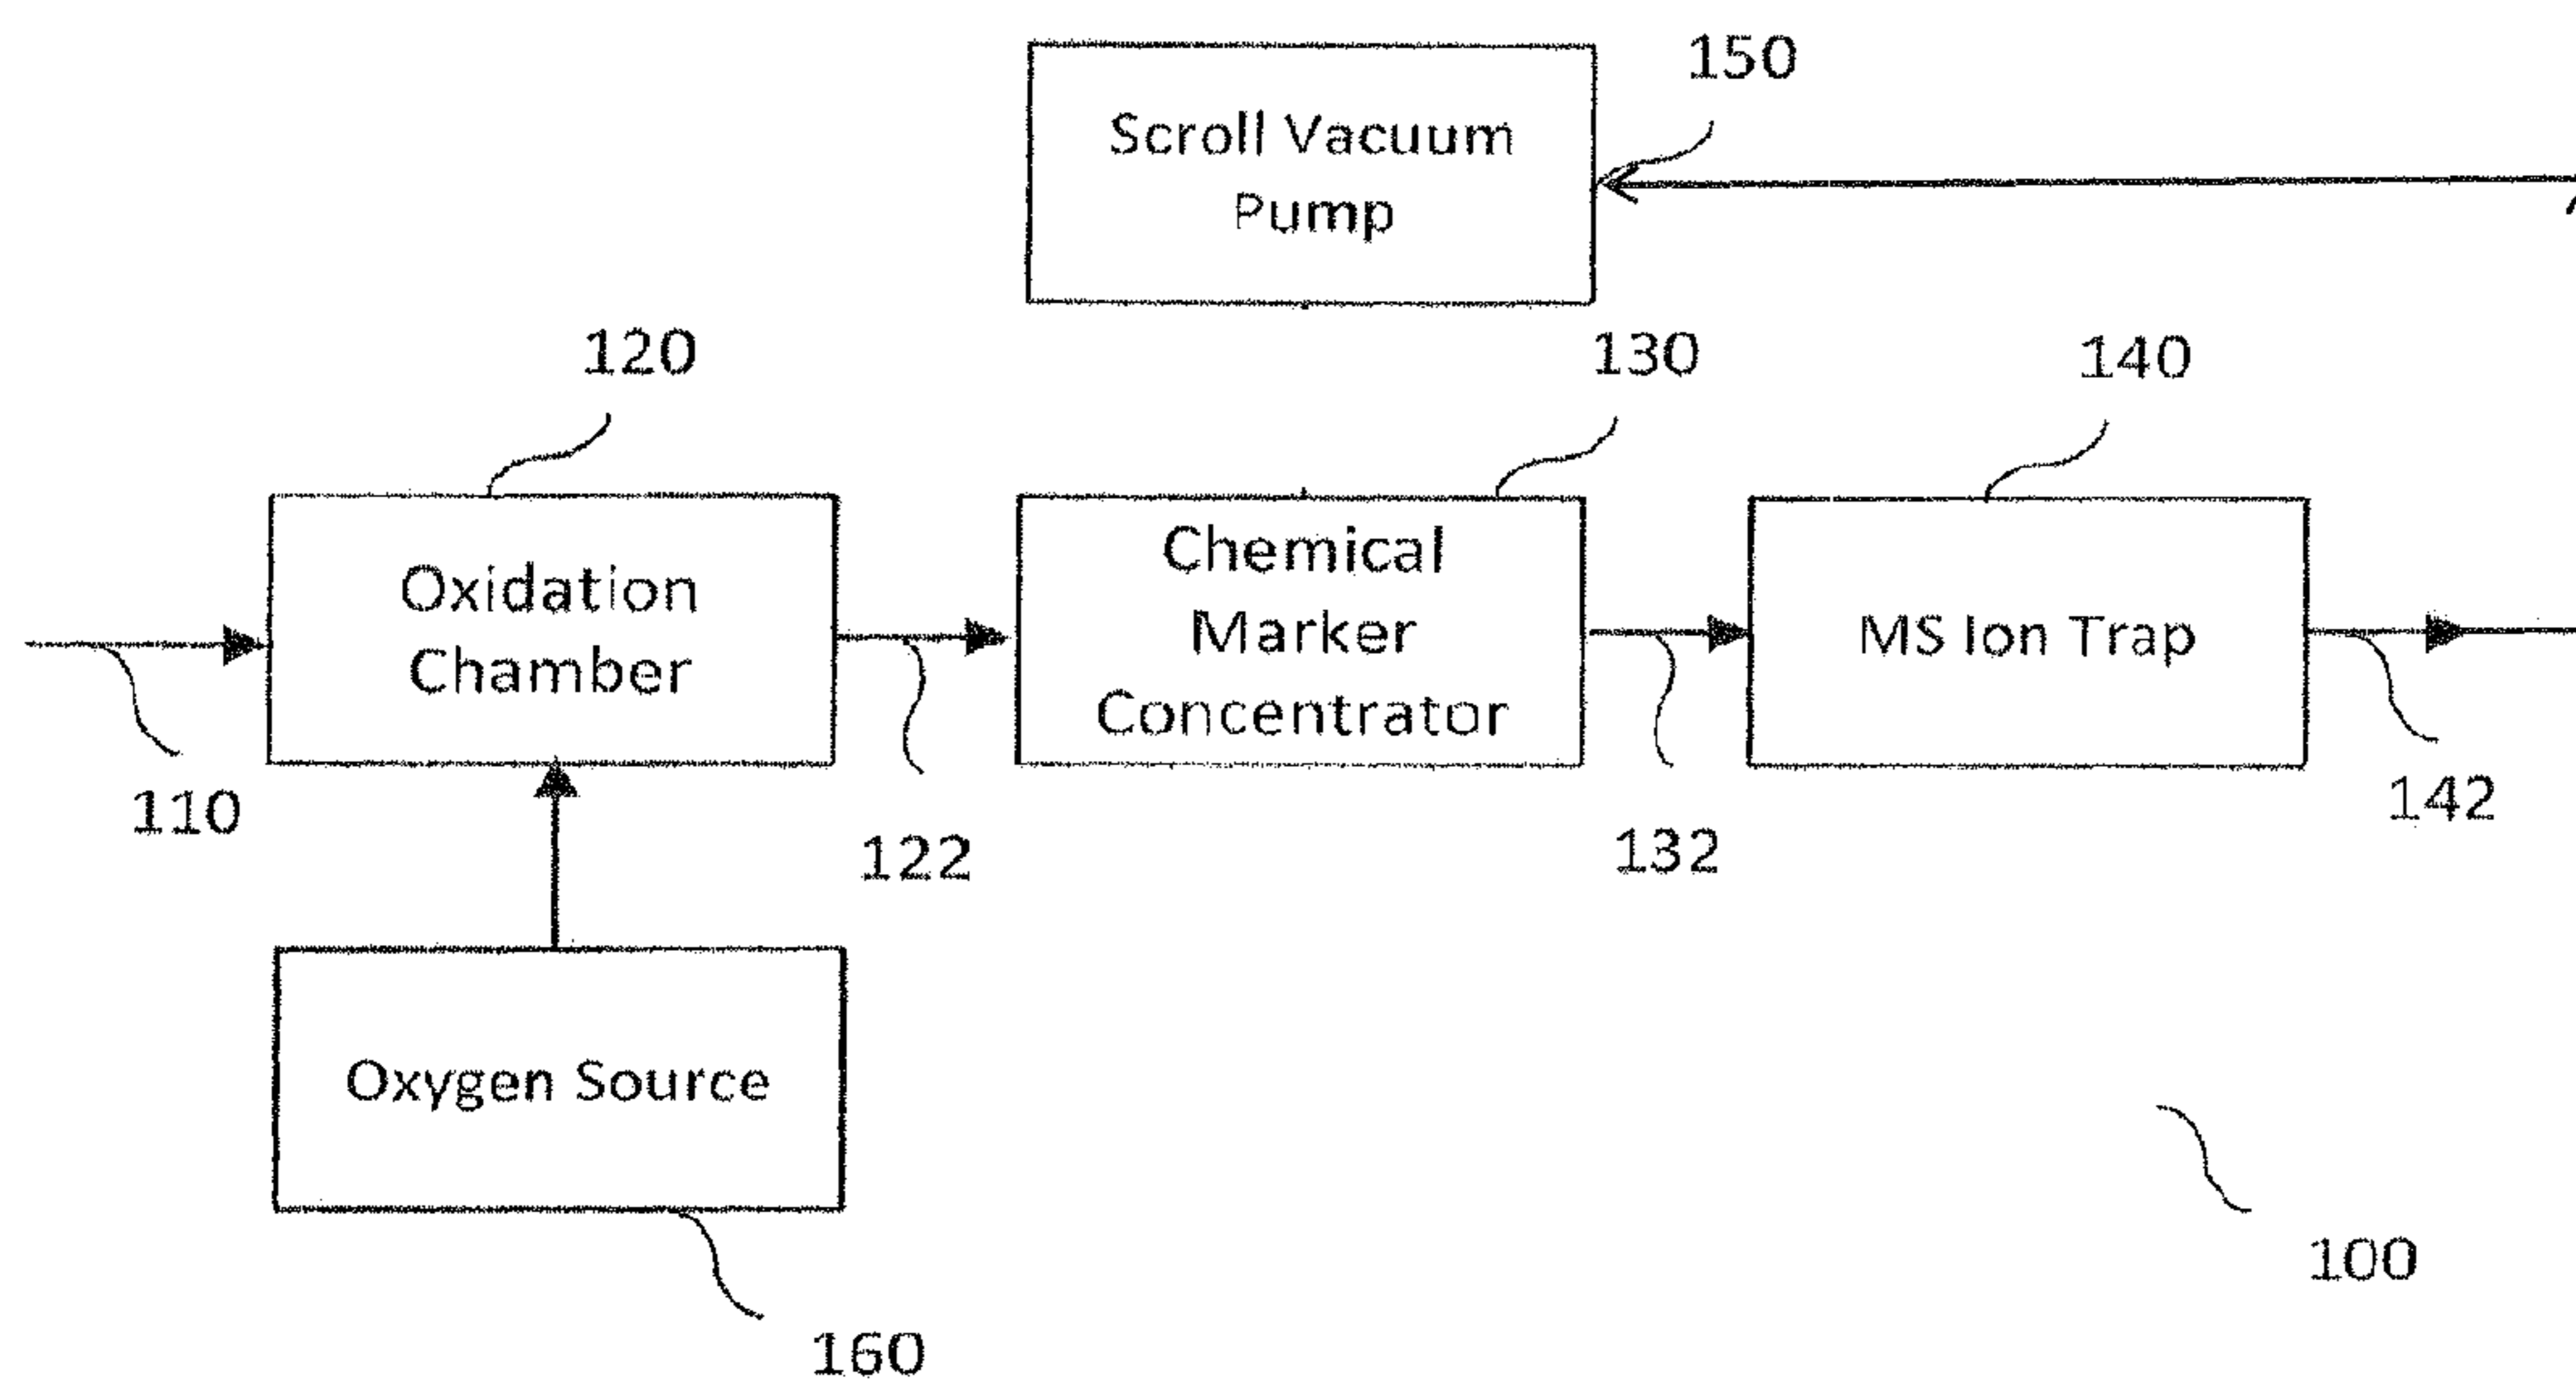 150
Scroll Vacuum
Pump
120
130
140
Oxidation
Chamber
Chemical
Marker
Concentrator
MS Ion Trap
110
122
132
142
Oxygen Source
160
100